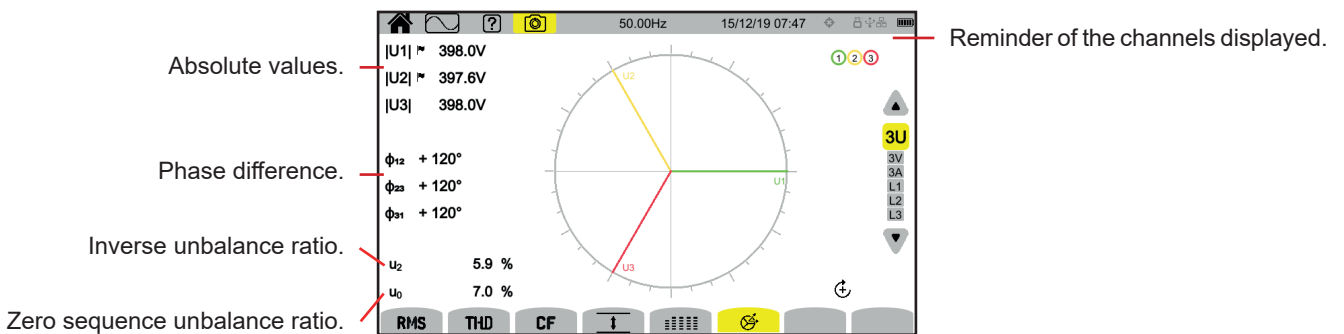 50.00Hz 15/12/19 07:47
Absolute values.
|U1| 398.0V
|U2| 397.6V
|U3| 398.0V
Reminder of the channels displayed.
1 2 3
U2
U1
U3
3U
3V
3A
L1
L2
L3
Phase difference.
ϕ₁₂ + 120°
ϕ₂₃ + 120°
ϕ₃₁ + 120°
Inverse unbalance ratio.
u₂ 5.9 %
Zero sequence unbalance ratio.
u₀ 7.0 %
RMS THD CF